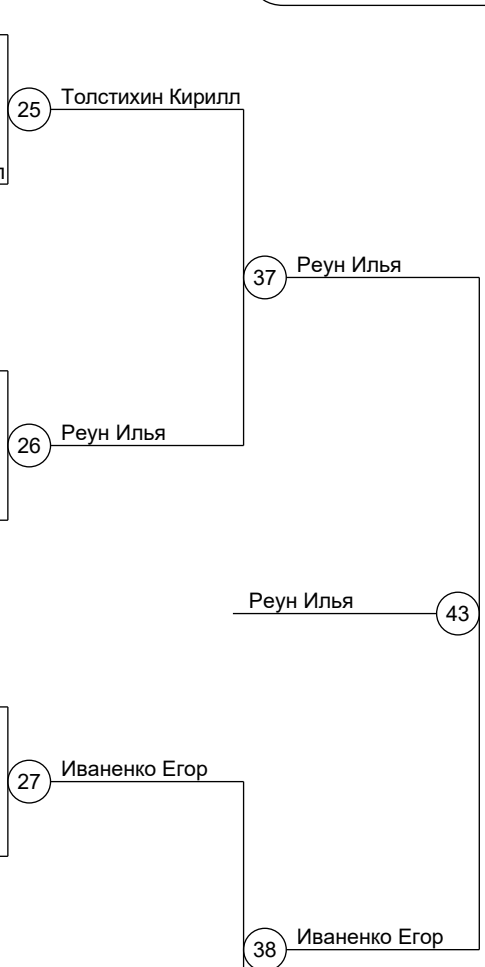 25 Толстихин Кирилл
л
37 Реун Илья
26 Реун Илья
Реун Илья 43
27 Иваненко Егор
38 Иваненко Егор